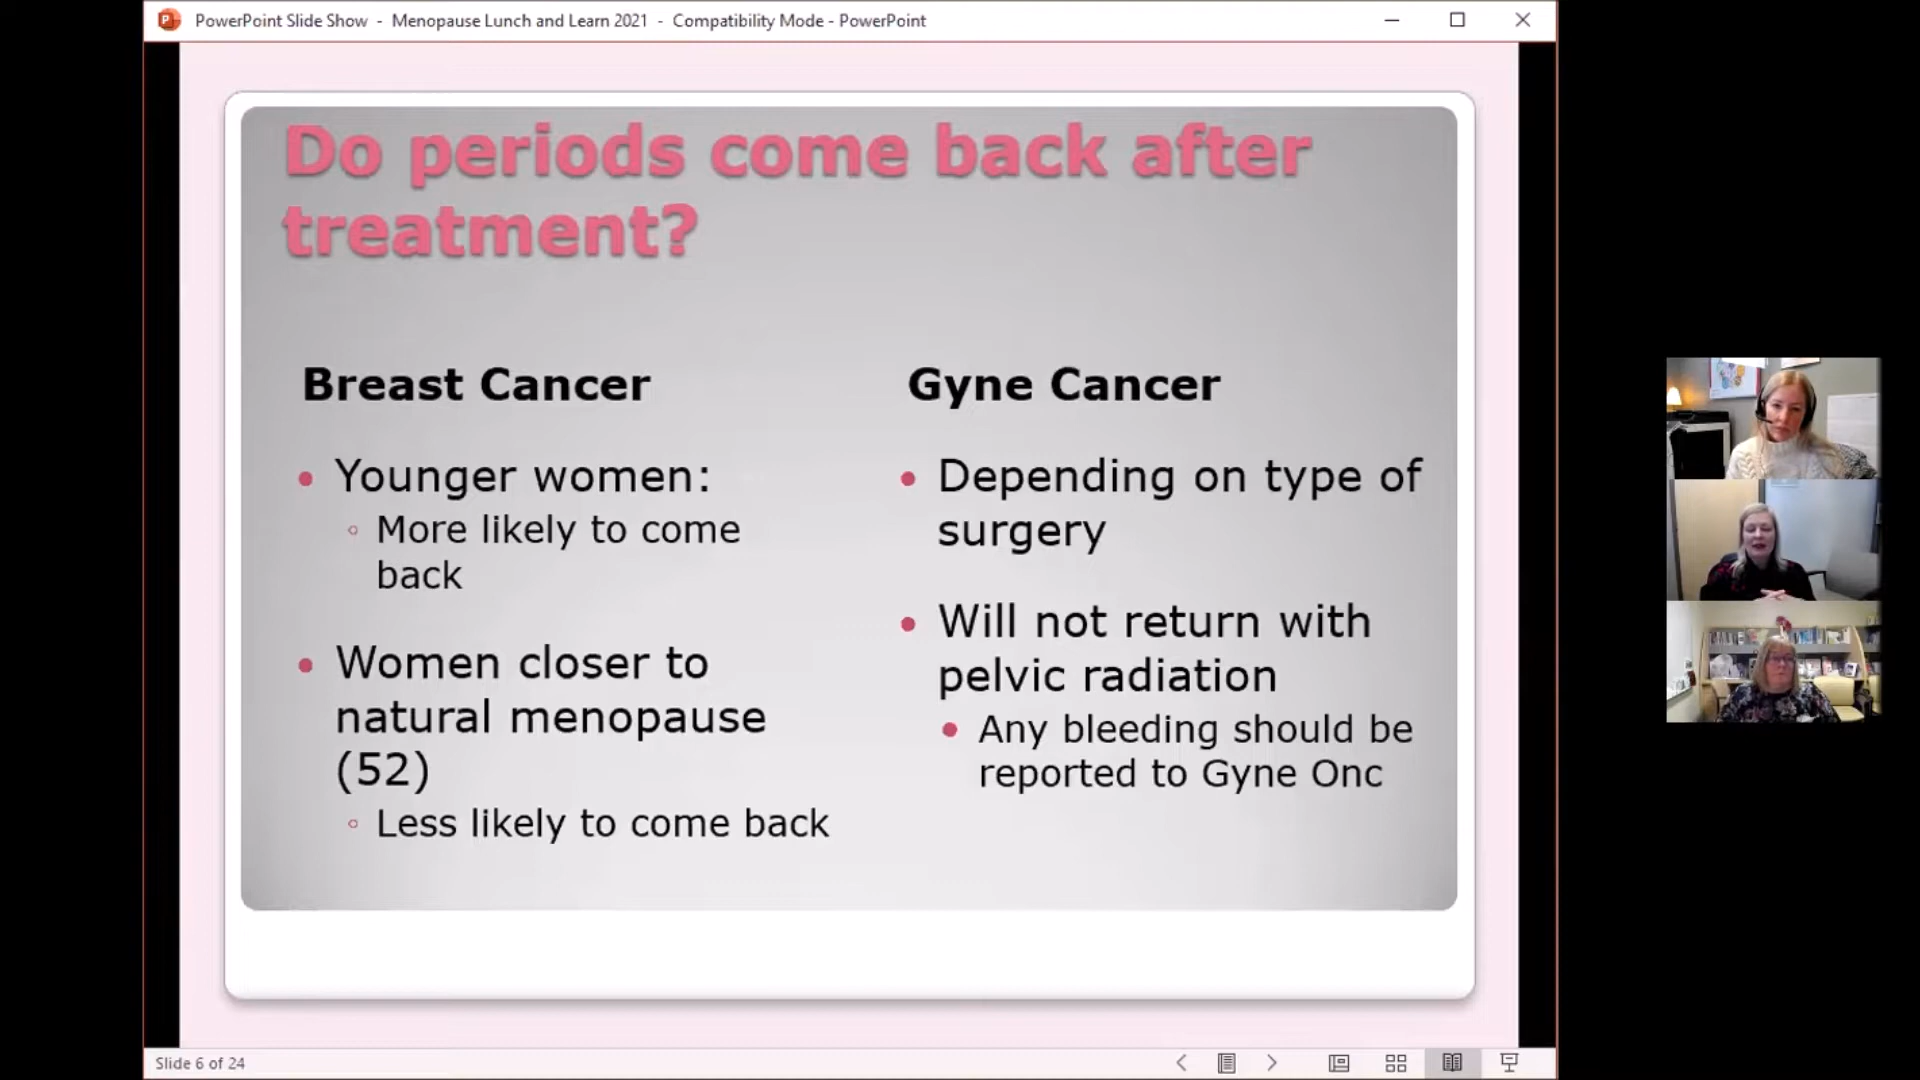 PowerPoint Slide Show - Menopause Lunch and Learn 2021 - Compatibility Mode - PowerPoint
Do periods come back after
treatment?
Breast Cancer
Younger women:
More likely to come
back
Women closer to
natural menopause
(52)
Less likely to come back
Gyne Cancer
Depending on type of
surgery
Will not return with
pelvic radiation
Any bleeding should be
reported to Gyne Onc
Slide 6 of 24